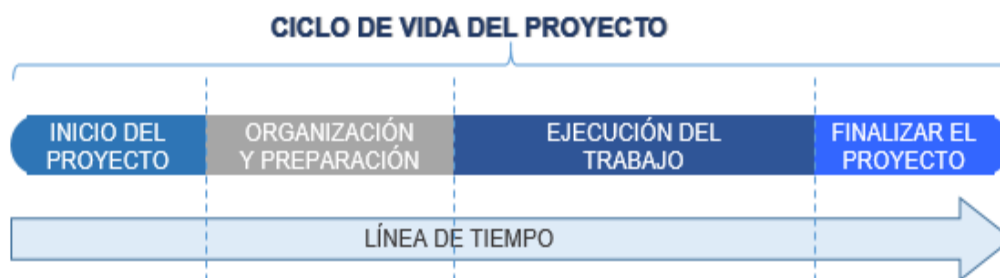 CICLO DE VIDA DEL PROYECTO
INICIO DEL
PROYECTO
ORGANIZACIÓN
Y PREPARACIÓN
EJECUCIÓN DEL
TRABAJO
FINALIZAR EL
PROYECTO
LÍNEA DE TIEMPO